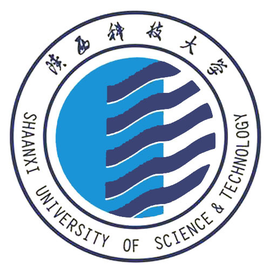 陕西科技大学
SHAANXI UNIVERSITY OF SCIENCE & TECHNOLOGY